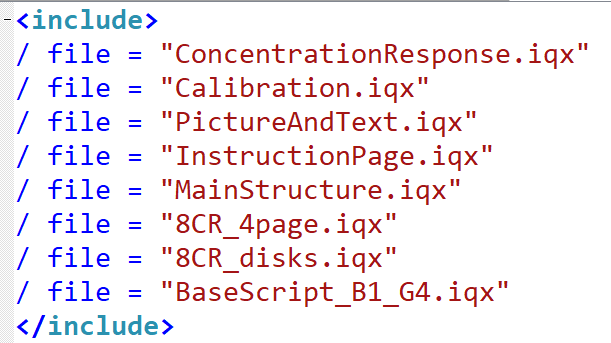 <include>
/ file = "ConcentrationResponse.iqx"
/ file = "Calibration.iqx"
/ file = "PictureAndText.iqx"
/ file = "InstructionPage.iqx"
/ file = "MainStructure.iqx"
/ file = "8CR_4page.iqx"
/ file = "8CR_disks.iqx"
/ file = "BaseScript_B1_G4.iqx"
</include>